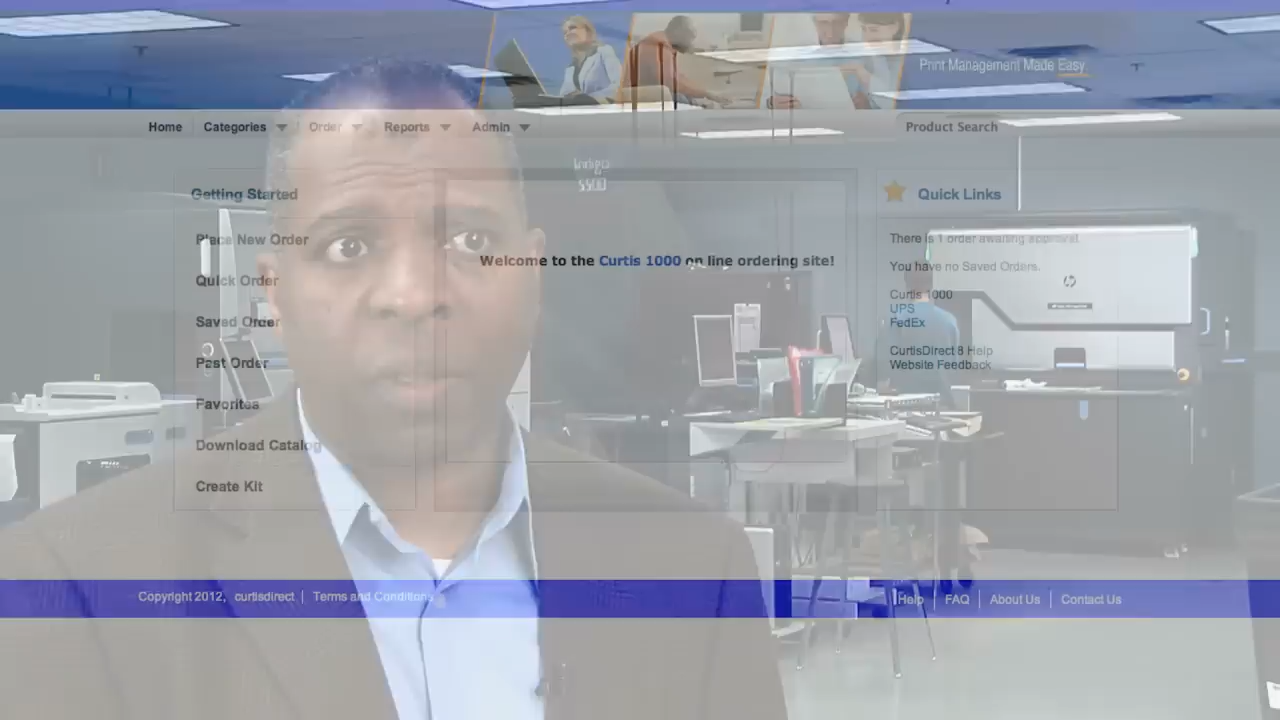 Print Management Made Easy
Home
Categories
Order
Reports
Admin
Product Search
Indigo
5500
Getting Started
Place New Order
Quick Order
Saved Order
Past Order
Favorites
Download Catalog
Create Kit
Welcome to the Curtis 1000 on line ordering site!
Quick Links
There is 1 order awaiting approval
You have no Saved Orders.
Curtis 1000
UPS
FedEx
CurtisDirect 8 Help
Website Feedback
hp
Copyright 2012, curtisdirect
Terms and Conditions
Help
FAQ
About Us
Contact Us